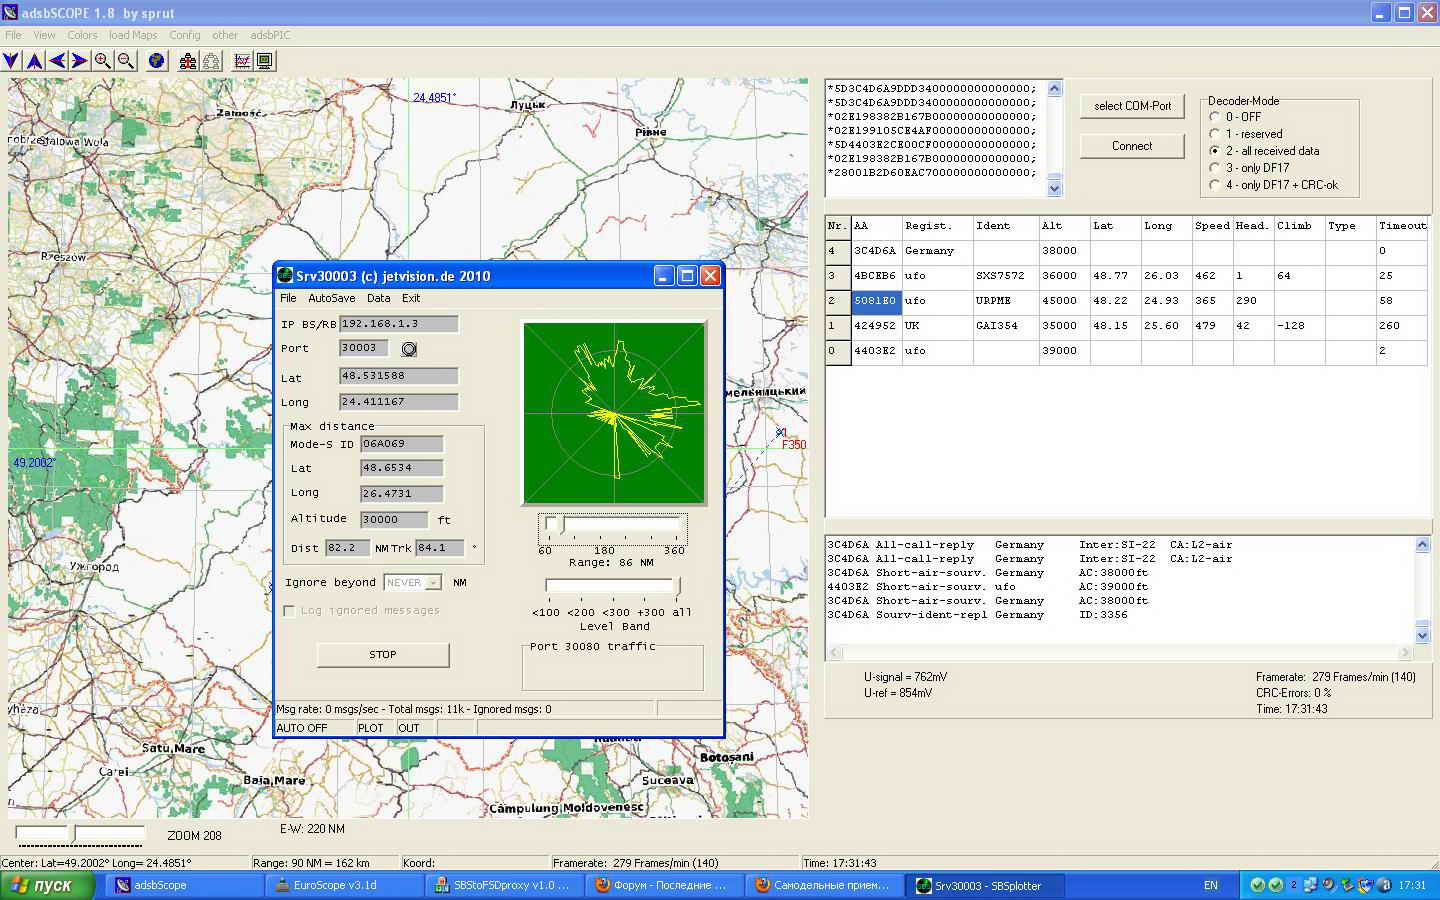 adsbSCOPE 1.8 by sprut
File View Colors load Maps Config other adsbPIC
24,4851°
Замość
Луцьк
Рівне
Rzeszów
мельницький
X1
F350
49,2002°
Ужгород
Satu Mare
Carei
Baia Mare
Botoșani
Suceava
Câmpulung Moldovenesc
*5D3C4D6A9DDD340000000000000000;
*5D3C4D6A9DDD340000000000000000;
*02E198382B167B0000000000000000;
*02E199105CE4AF0000000000000000;
*5D4403E2CE00CF0000000000000000;
*02E198382B167B0000000000000000;
*28001B2D60EAC70000000000000000;
select COM-Port
Connect
Decoder-Mode
0 - OFF
1 - reserved
2 - all received data
3 - only DF17
4 - only DF17 + CRC-ok
Nr. AA Regist. Ident Alt Lat Long Speed Head. Climb Type Timeout
4 3C4D6A Germany 38000 0
3 4BCEB6 ufo SXS7572 36000 48.77 26.03 462 1 64 25
2 5081E0 ufo URPME 45000 48.22 24.93 365 290 58
1 424952 UK GAI354 35000 48.15 25.60 479 42 -128 260
0 4403E2 ufo 39000 2
Srv30003 (c) jetvision.de 2010
File AutoSave Data Exit
IP BS/RB 192.168.1.3
Port 30003
Lat 48.531588
Long 24.411167
Max distance
Mode-S ID 06A069
Lat 48.6534
Long 26.4731
Altitude 30000 ft
Dist 82.2 NM Trk 84.1 °
Ignore beyond NEVER NM
Log ignored messages
STOP
60 180 360
Range: 86 NM
<100 <200 <300 +300 all
Level Band
Port 30080 traffic
Msg rate: 0 msgs/sec - Total msgs: 11k - Ignored msgs: 0
AUTO OFF PLOT OUT
3C4D6A All-call-reply Germany Inter:SI-22 CA:L2-air
3C4D6A All-call-reply Germany Inter:SI-22 CA:L2-air
3C4D6A Short-air-sourv. Germany AC:38000ft
4403E2 Short-air-sourv. ufo AC:39000ft
3C4D6A Short-air-sourv. Germany AC:38000ft
3C4D6A Sourv-ident-repl Germany ID:3356
U-signal = 762mV
U-ref = 854mV
Framerate: 279 Frames/min (140)
CRC-Errors: 0 %
Time: 17:31:43
ZOOM 208
E-W: 220 NM
Center: Lat=49.2002° Long= 24.4851° Range: 90 NM = 162 km Koord: Framerate: 279 Frames/min (140) Time: 17:31:43
пуск adsbScope EuroScope v3.1d SBStoFSDproxy v1.0 ... Форум - Последние ... Самодельные прием... Srv30003 - SBSplotter EN 2 17:31